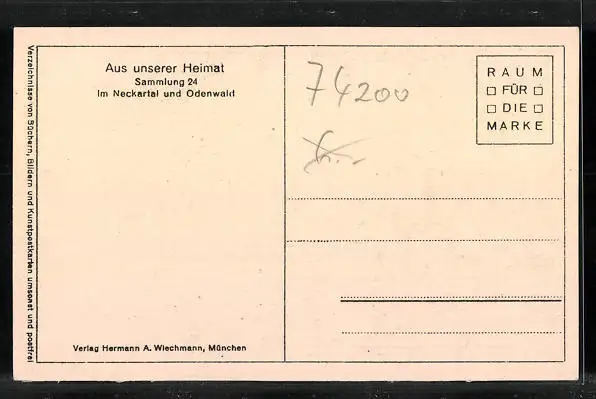 Verzeichnisse von Büchern, Bildern und Kunstpostkarten umsonst und postfrei
Aus unserer Heimat
Sammlung 24
Im Neckartal und Odenwald
Verlag Hermann A. Wiechmann, München
74200
RAUM
FÜR
DIE
MARKE